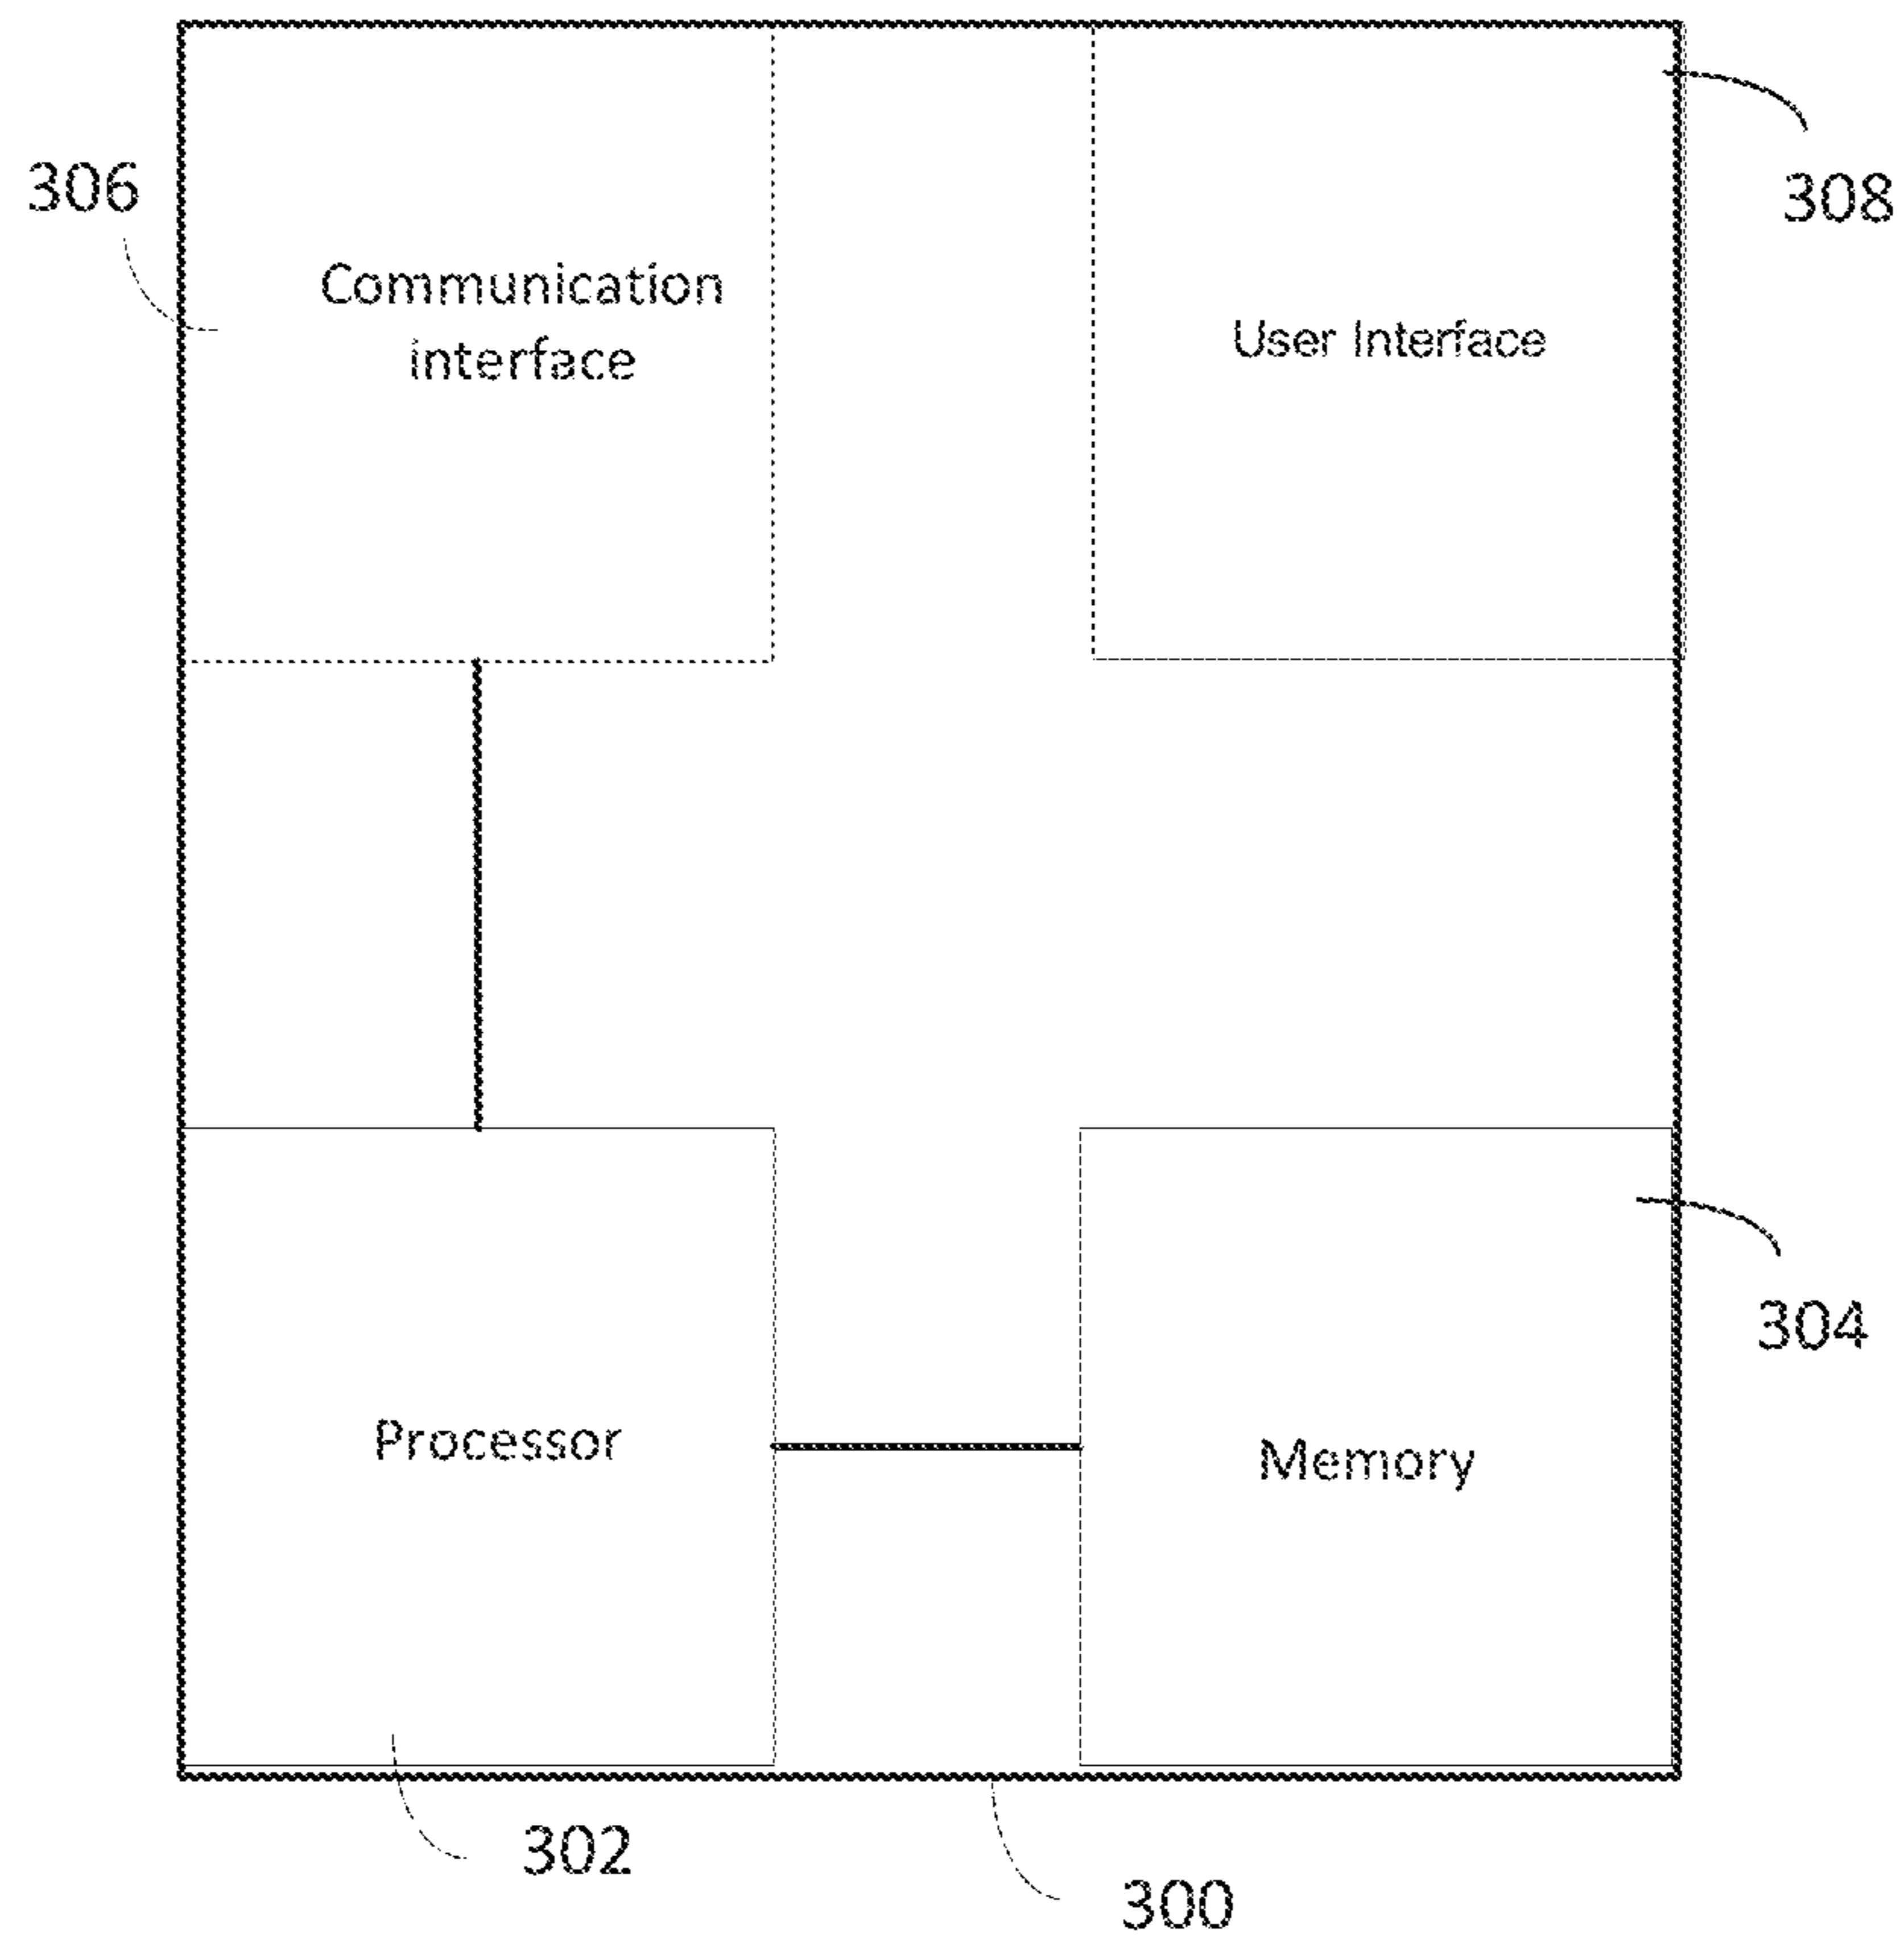 306
308
Communication
interface
User Interface
304
Processor
Memory
302
300